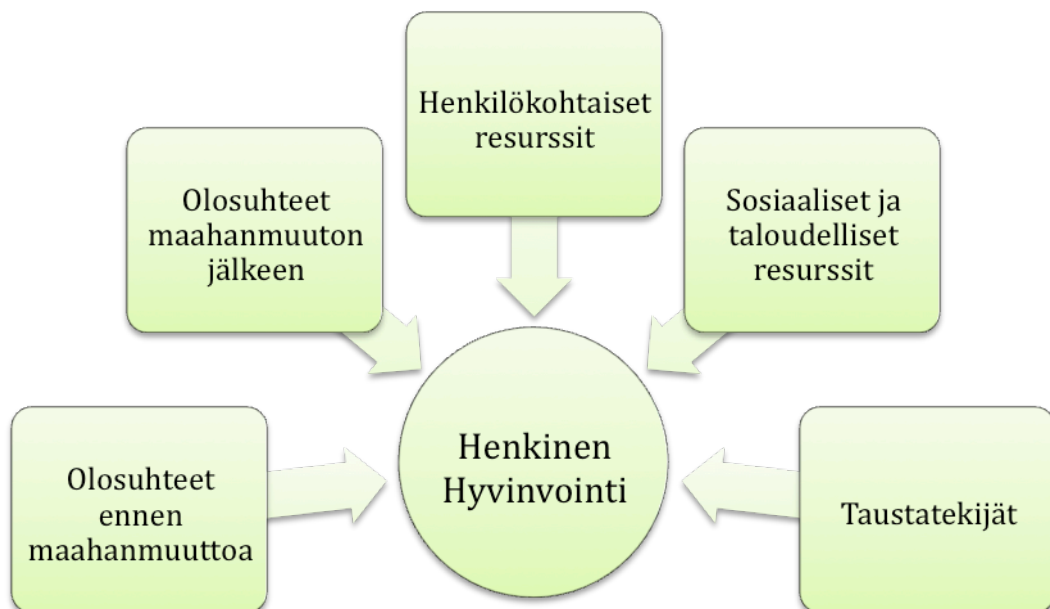 Henkilökohtaiset
resurssit
Olosuhteet
maahanmuuton
jälkeen
Sosiaaliset ja
taloudelliset
resurssit
Olosuhteet
ennen
maahanmuuttoa
Henkinen
Hyvinvointi
Taustatekijät